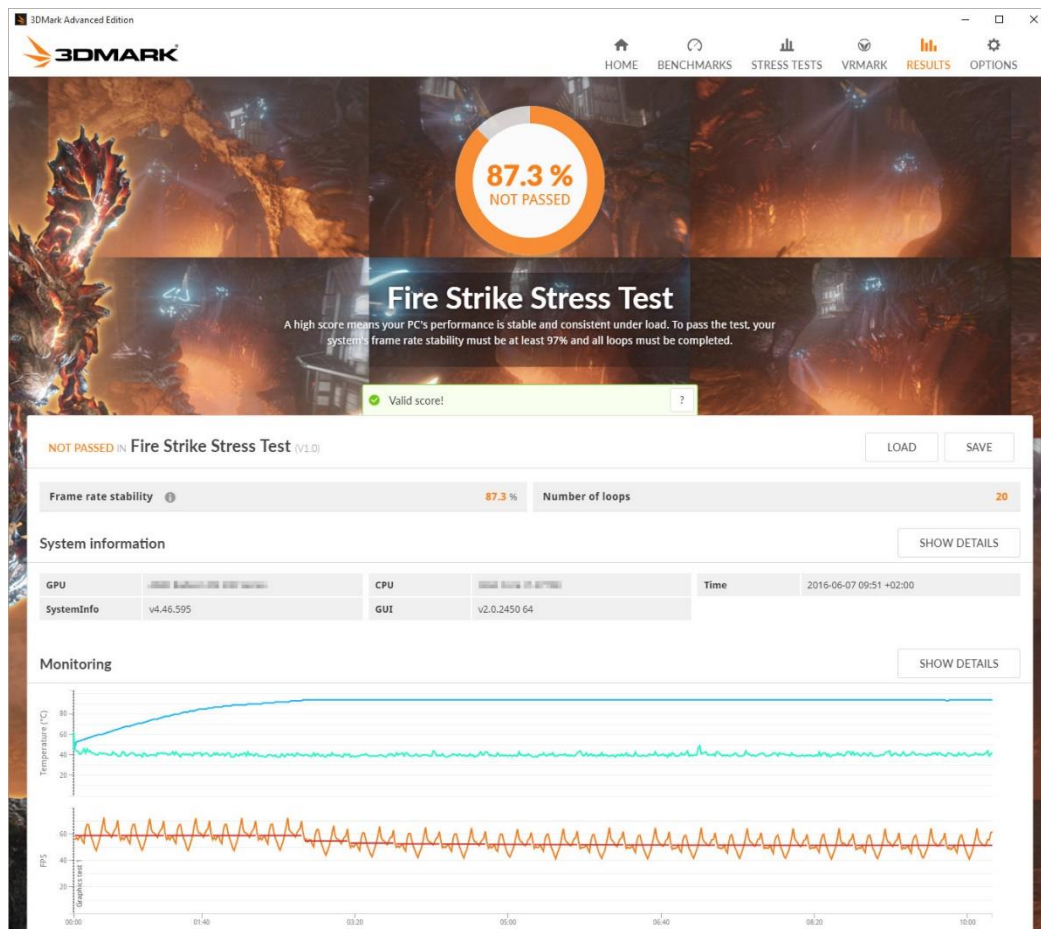 3DMark Advanced Edition
3DMARK
HOME
BENCHMARKS
STRESS TESTS
VRMARK
RESULTS
OPTIONS
87.3 %
NOT PASSED
Fire Strike Stress Test
A high score means your PC's performance is stable and consistent under load. To pass the test, your
system's frame rate stability must be at least 97% and all loops must be completed.
Valid score!
?
NOT PASSED IN Fire Strike Stress Test (V1.0)
LOAD
SAVE
Frame rate stability
87.3 %
Number of loops
20
System information
SHOW DETAILS
GPU
CPU
Time
2016-06-07 09:51 +02:00
SystemInfo
v4.46.595
GUI
v2.0.2450 64
Monitoring
SHOW DETAILS
Temperature (°C)
80
60
40
20
FPS
60
40
20
Graphics test 1
00:00
01:40
03:20
05:00
06:40
08:20
10:00